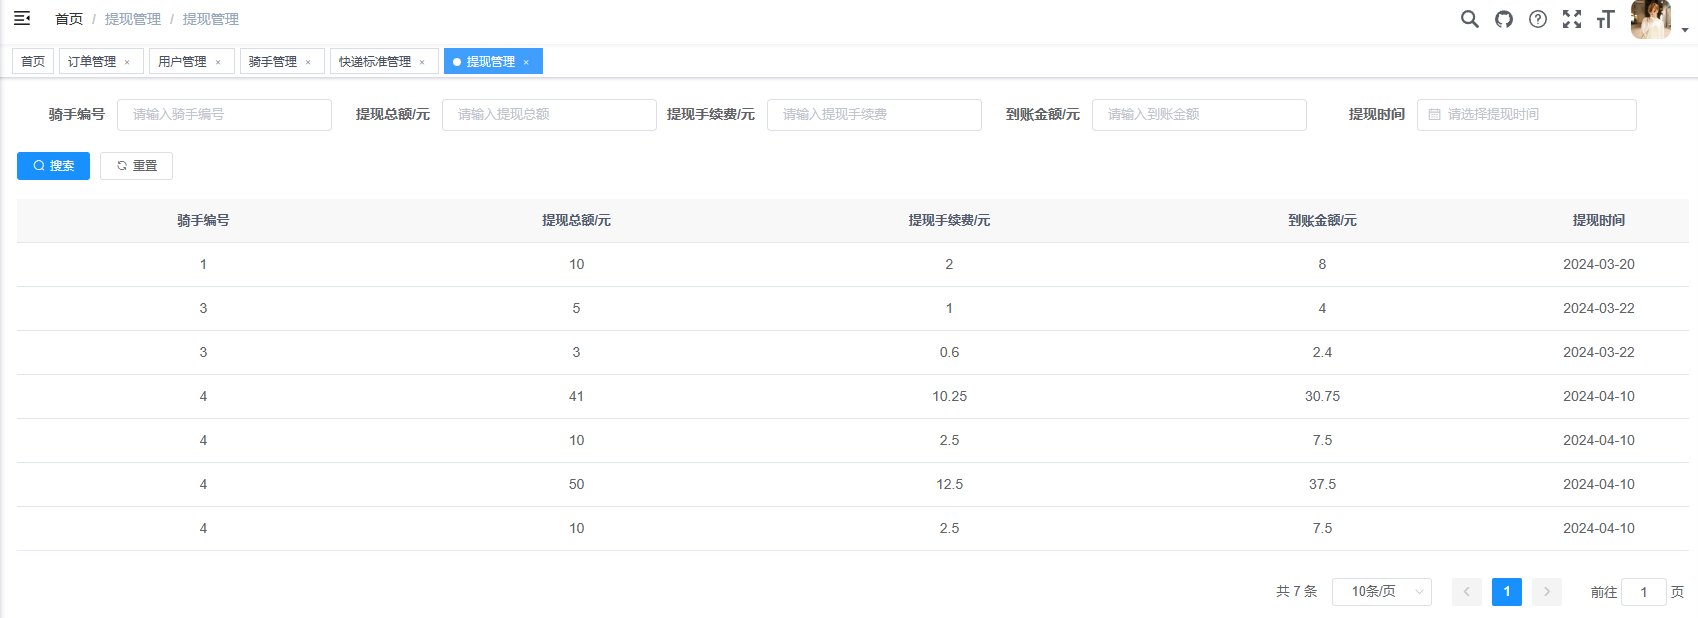 首页 / 提现管理 / 提现管理
首页 订单管理 × 用户管理 × 骑手管理 × 快递标准管理 × 提现管理 ×
骑手编号 请输入骑手编号 提现总额/元 请输入提现总额 提现手续费/元 请输入提现手续费 到账金额/元 请输入到账金额 提现时间 请选择提现时间
搜索 重置
骑手编号 提现总额/元 提现手续费/元 到账金额/元 提现时间
1 10 2 8 2024-03-20
3 5 1 4 2024-03-22
3 3 0.6 2.4 2024-03-22
4 41 10.25 30.75 2024-04-10
4 10 2.5 7.5 2024-04-10
4 50 12.5 37.5 2024-04-10
4 10 2.5 7.5 2024-04-10
共 7 条 10条/页 1 前往 1 页